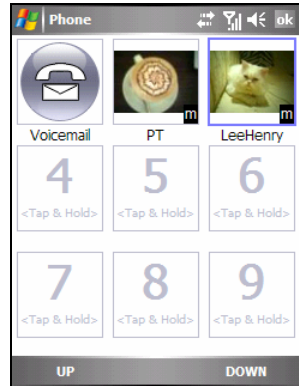 Phone ok
m m
Voicemail PT LeeHenry
4 5 6
<Tap & Hold> <Tap & Hold> <Tap & Hold>
7 8 9
<Tap & Hold> <Tap & Hold> <Tap & Hold>
UP DOWN